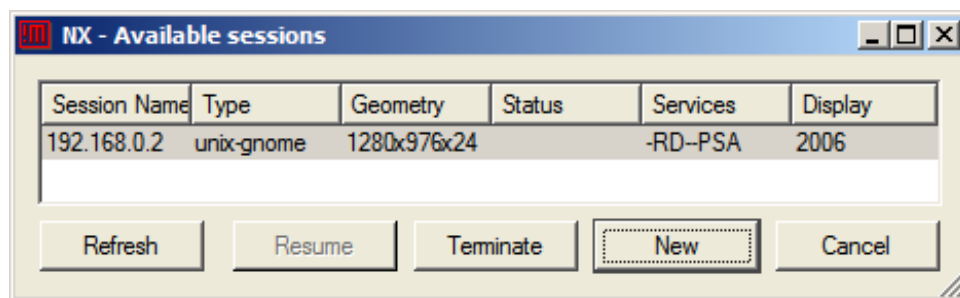 NX - Available sessions
Session Name Type Geometry Status Services Display
192.168.0.2 unix-gnome 1280x976x24 -RD--PSA 2006
Refresh Resume Terminate New Cancel